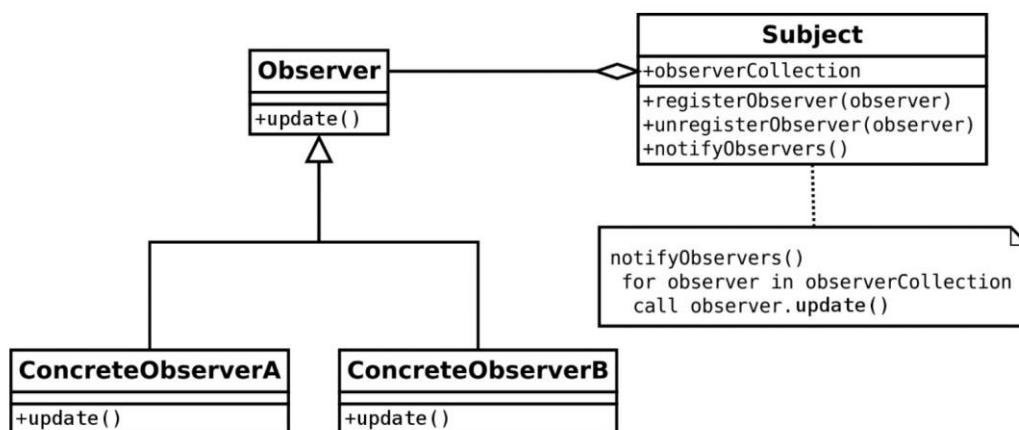 Observer
+update()
Subject
+observerCollection
+registerObserver(observer)
+unregisterObserver(observer)
+notifyObservers()
notifyObservers()
for observer in observerCollection
call observer.update()
ConcreteObserverA
+update()
ConcreteObserverB
+update()